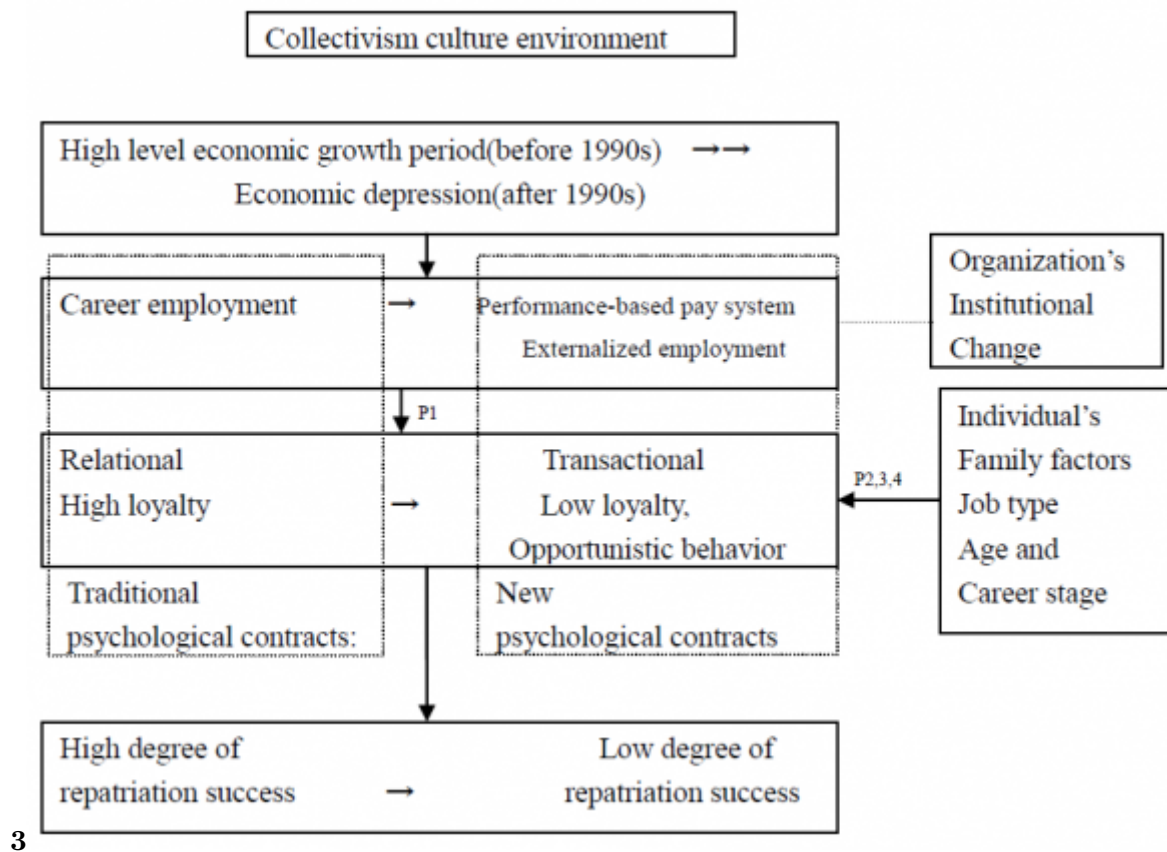 Collectivism culture environment
High level economic growth period(before 1990s) →→
Economic depression(after 1990s)
Career employment → Performance-based pay system
Externalized employment
Organization's
Institutional
Change
P1
Relational Transactional
High loyalty → Low loyalty,
Opportunistic behavior
P2,3,4
Individual's
Family factors
Job type
Age and
Career stage
Traditional New
psychological contracts: psychological contracts
High degree of Low degree of
repatriation success → repatriation success
3